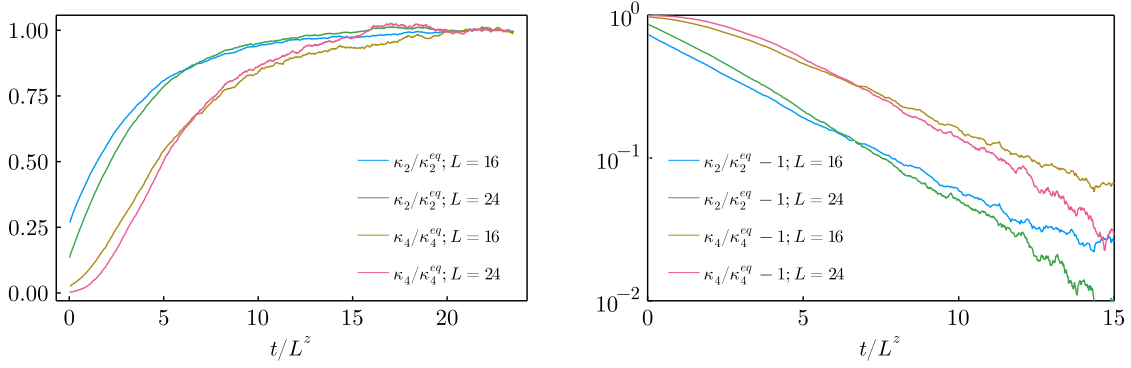 1.00
0.75
0.50
0.25
0.00
0 5 10 15 20
t/L^z
κ₂/κ₂^{eq}; L = 16
κ₂/κ₂^{eq}; L = 24
κ₄/κ₄^{eq}; L = 16
κ₄/κ₄^{eq}; L = 24
10^0
10^{-1}
10^{-2}
0 5 10 15
t/L^z
κ₂/κ₂^{eq} − 1; L = 16
κ₂/κ₂^{eq} − 1; L = 24
κ₄/κ₄^{eq} − 1; L = 16
κ₄/κ₄^{eq} − 1; L = 24